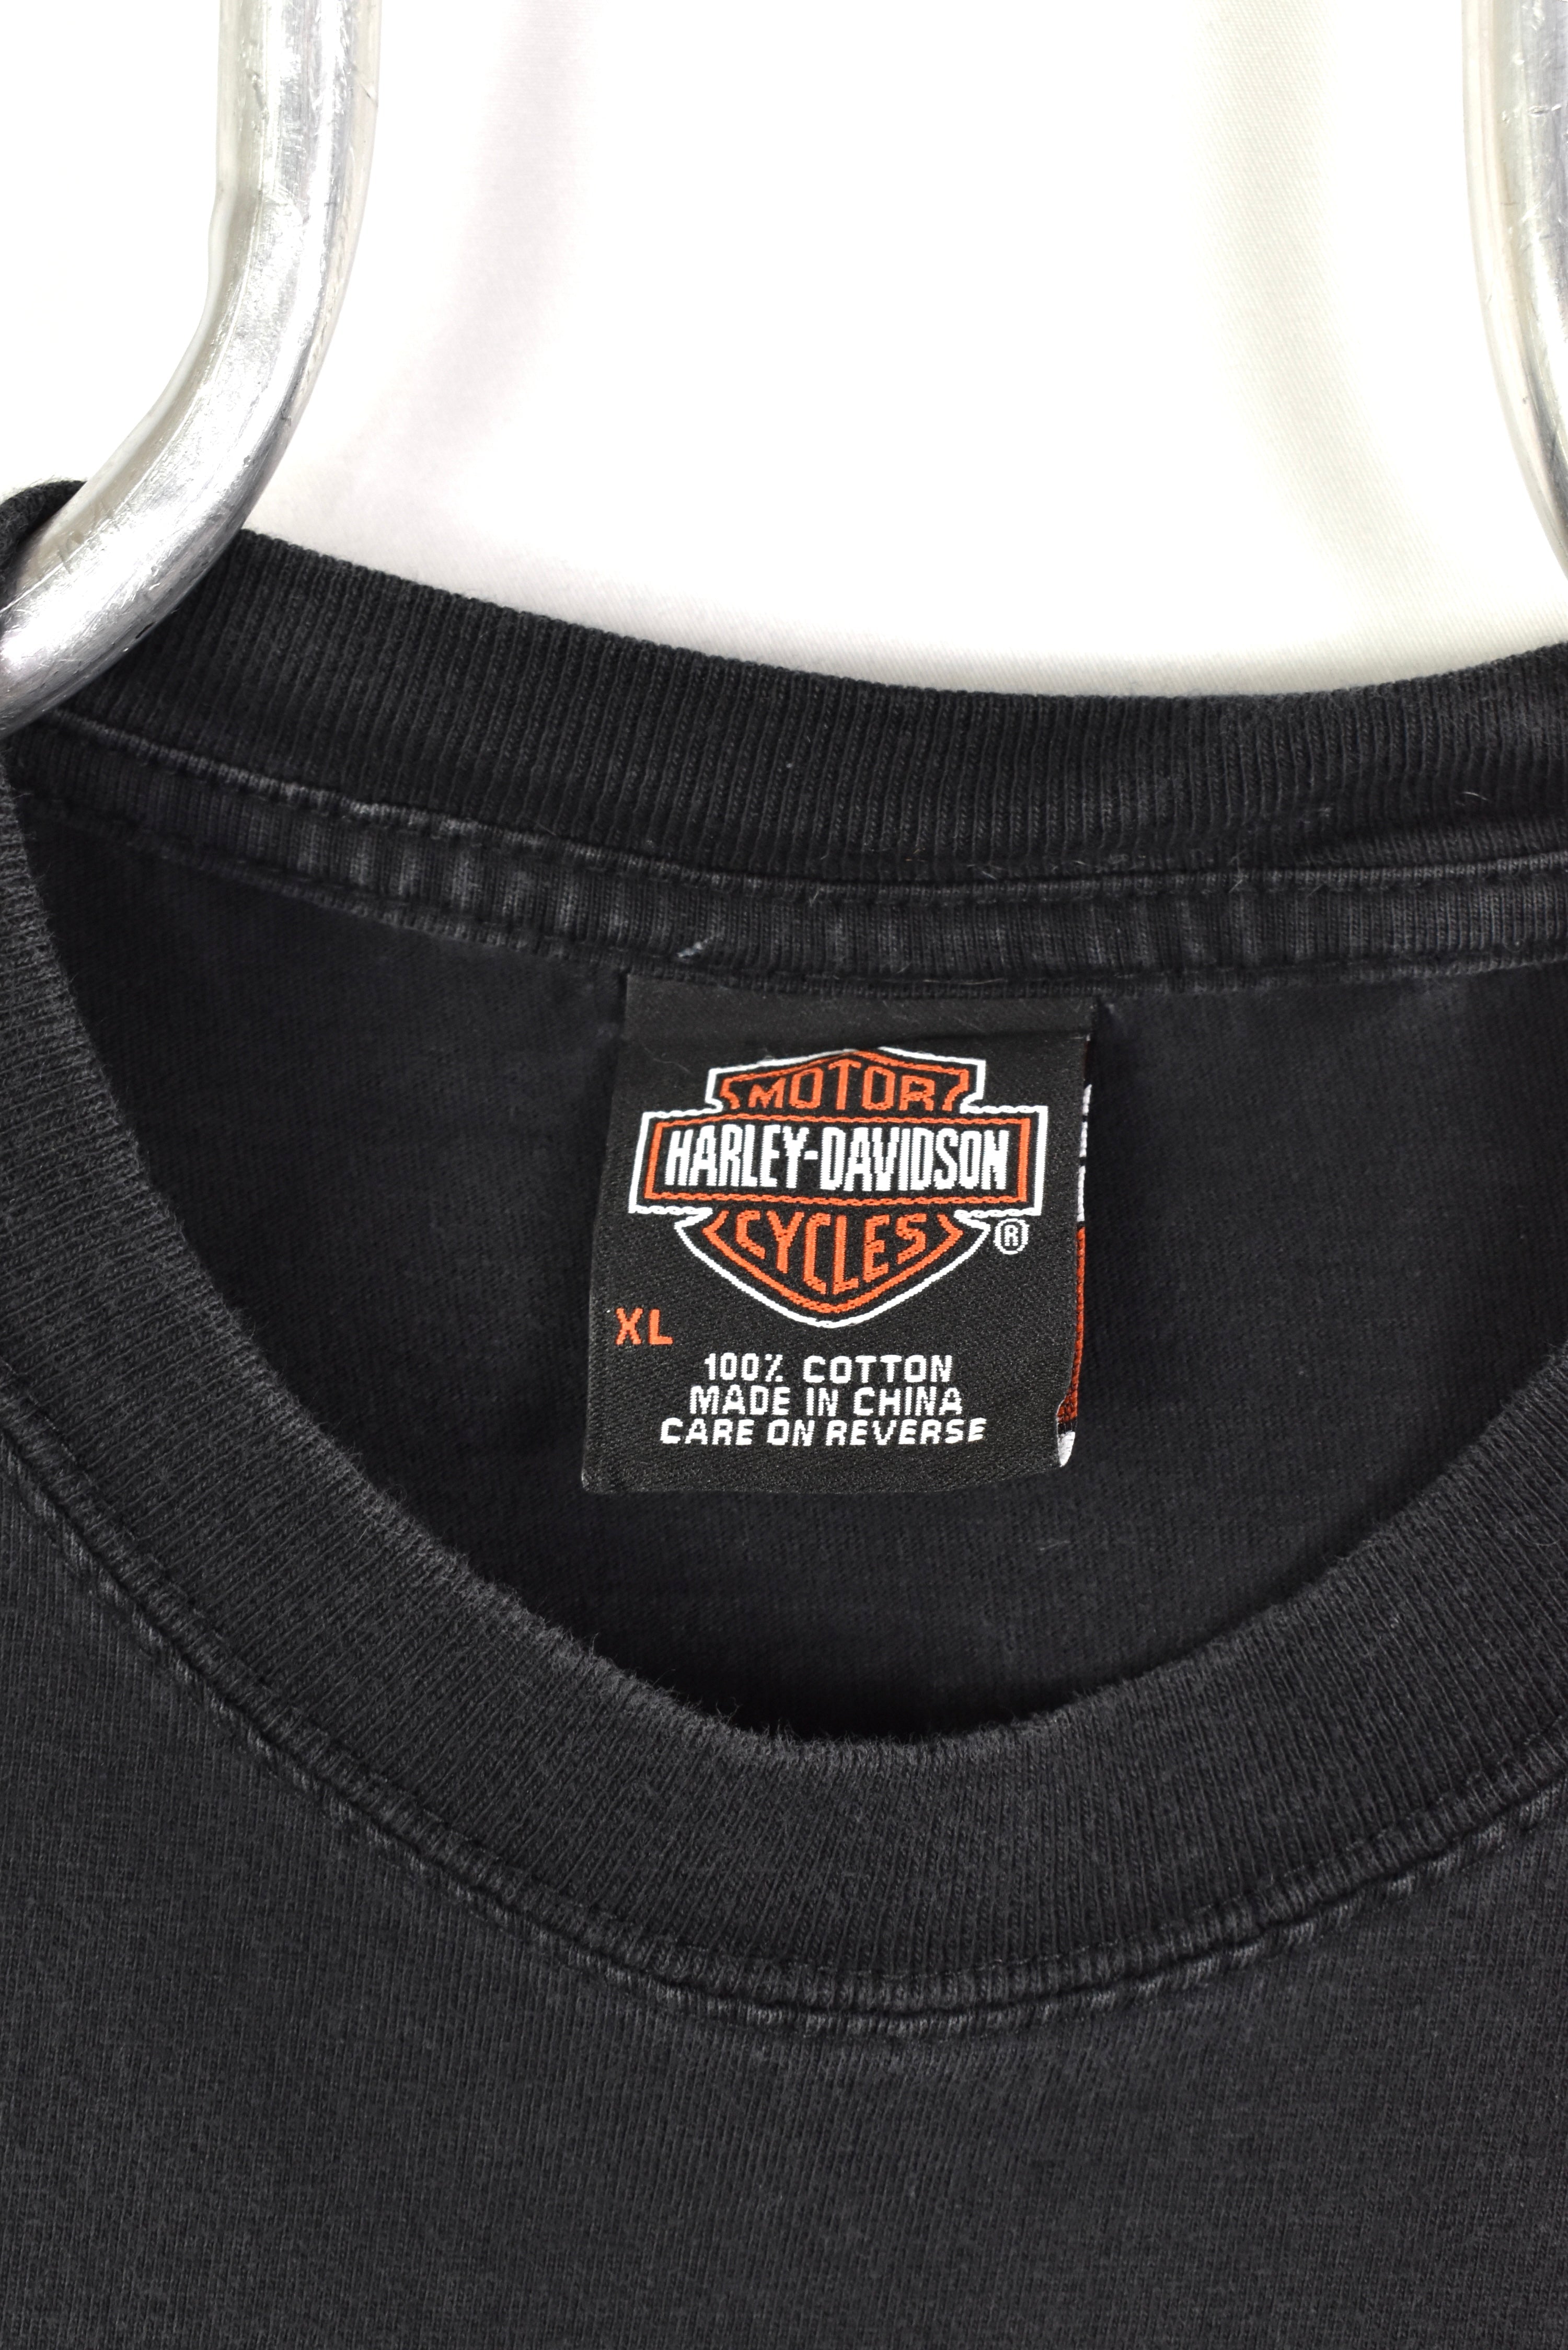 MOTOR
HARLEY-DAVIDSON
CYCLES ®
XL
100% COTTON
MADE IN CHINA
CARE ON REVERSE